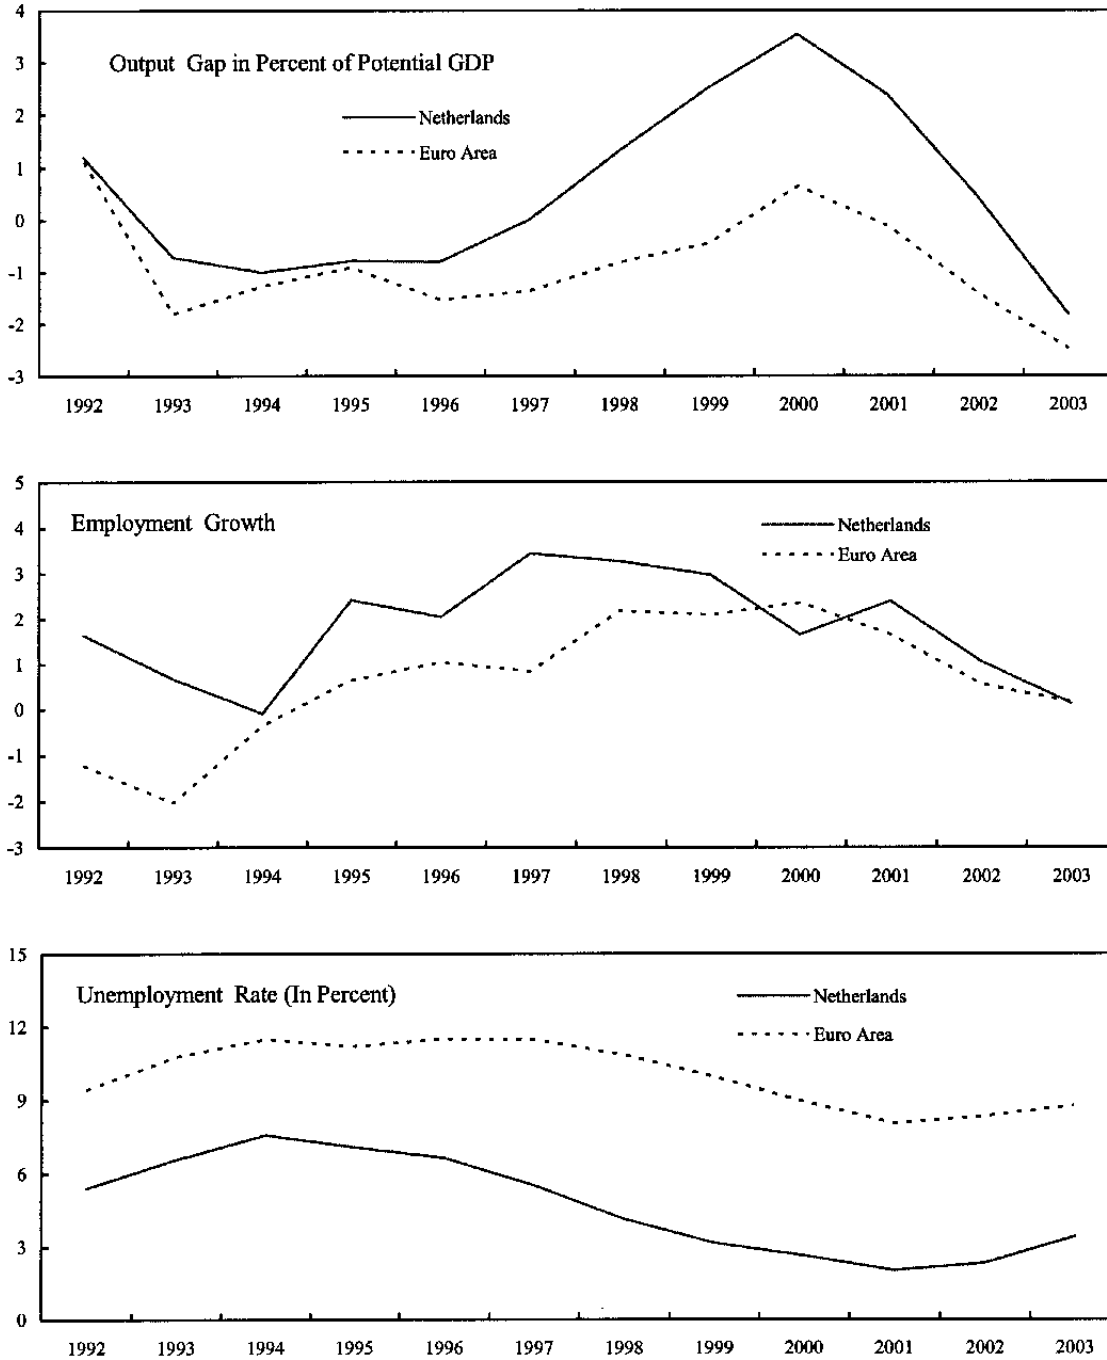 4
3
2
1
0
-1
-2
-3
Output Gap in Percent of Potential GDP
Netherlands
Euro Area
1992 1993 1994 1995 1996 1997 1998 1999 2000 2001 2002 2003
5
4
3
2
1
0
-1
-2
-3
Employment Growth
Netherlands
Euro Area
1992 1993 1994 1995 1996 1997 1998 1999 2000 2001 2002 2003
15
12
9
6
3
0
Unemployment Rate (In Percent)
Netherlands
Euro Area
1992 1993 1994 1995 1996 1997 1998 1999 2000 2001 2002 2003